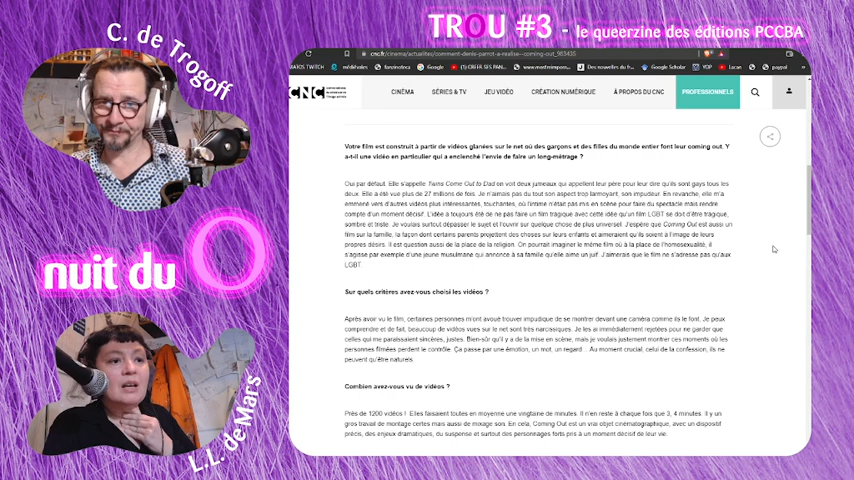 TROU #3 - le queerzine des éditions PCCBA
C. de Trogoff
nuit du O
L.L. de Mars
cnc.fr/cinema/actualites/comment-denis-parrot-a-realise--coming-out_983435
Google
Google Scholar
VDP
Lucan
Bo
paypal
CNC
CINÉMA
SÉRIES & TV
JEU VIDÉO
CRÉATION NUMÉRIQUE
À PROPOS DU CNC
PROFESSIONNELS
Votre film est construit à partir de vidéos glanées sur le net où des garçons et des filles du monde entier font leur coming out. Y
a-t-il une vidéo en particulier qui a enclenché l'envie de faire un long-métrage ?
Oui par défaut. Elle s'appelle Twins Come Out to Dad on voit deux jumeaux qui appellent leur père pour leur dire qu'ils sont gays tous les
deux. Elle a été vue plus de 27 millions de fois. Je n'aimais pas du tout son aspect trop larmoyant, son impudeur. En revanche, elle m'a
emmené vers d'autres vidéos plus intéressantes, touchantes, où l'intime n'était pas mis en scène pour faire du spectacle mais rendre
compte d'un moment décisif. L'idée a toujours été de ne pas faire un film tragique avec cette idée qu'un film LGBT se doit d'être tragique,
sombre et triste. Je voulais surtout dépasser le sujet et l'ouvrir sur quelque chose de plus universel. J'espère que Coming Out est aussi un
film sur la famille, la façon dont certains parents projettent des choses sur leurs enfants et aimeraient qu'ils soient à l'image de leurs
propres désirs. Il est question aussi de la place de la religion. On pourrait imaginer le même film où à la place de l'homosexualité, il
s'agisse par exemple d'une jeune musulmane qui annonce à sa famille qu'elle aime un juif. J'aimerais que le film ne s'adresse pas qu'aux
LGBT.
Sur quels critères avez-vous choisi les vidéos ?
Après avoir vu le film, certaines personnes m'ont avoué trouver impudique de se montrer devant une caméra comme ils le font. Je peux
comprendre et de fait, beaucoup de vidéos vues sur le net sont très narcissiques. Je les ai immédiatement rejetées pour ne garder que
celles qui me paraissaient sincères, justes. Bien-sûr qu'il y a de la mise en scène, mais je voulais justement montrer ces moments où les
personnes filmées perdent le contrôle. Ça passe par une émotion, un mot, un regard... Au moment crucial, celui de la confession, ils ne
peuvent qu'être naturels.
Combien avez-vous vu de vidéos ?
Près de 1200 vidéos ! Elles faisaient toutes en moyenne une vingtaine de minutes. Il n'en reste à chaque fois que 3, 4 minutes. Il y un
gros travail de montage certes mais aussi de mixage son. En cela, Coming Out est un vrai objet cinématographique, avec un dispositif
précis, des enjeux dramatiques, du suspense et surtout des personnages forts pris à un moment décisif de leur vie.